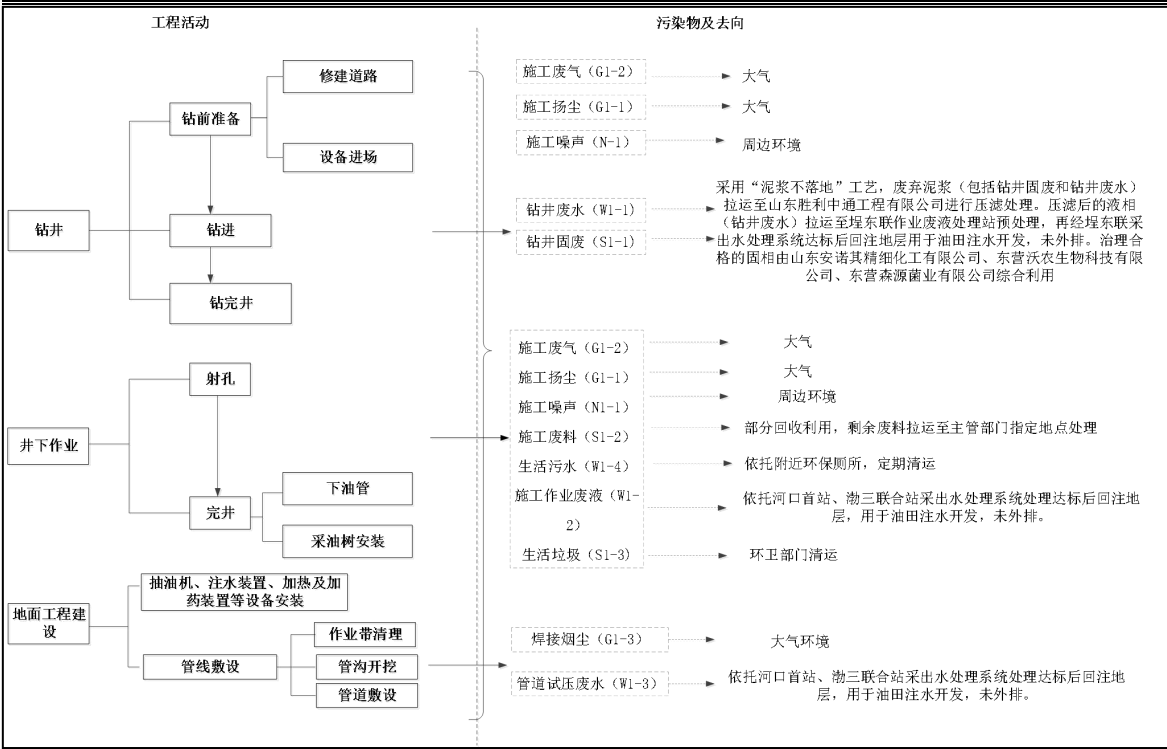 工程活动
污染物及去向
修建道路
钻前准备
设备进场
钻井
钻进
钻完井
射孔
井下作业
下油管
完井
采油树安装
抽油机、注水装置、加热及加
药装置等设备安装
地面工程建
设
作业带清理
管线敷设
管沟开挖
管道敷设
施工废气（G1-2）
大气
施工扬尘（G1-1）
大气
施工噪声（N-1）
周边环境
钻井废水（W1-1）
钻井固废（S1-1）
采用“泥浆不落地”工艺，废弃泥浆（包括钻井固废和钻井废水）
拉运至山东胜利中通工程有限公司进行压滤处理。压滤后的液相
（钻井废水）拉运至埕东联作业废液处理站预处理，再经埕东联采
出水处理系统达标后回注地层用于油田注水开发，未外排。治理合
格的固相由山东安诺其精细化工有限公司、东营沃农生物科技有限
公司、东营森源菌业有限公司综合利用
施工废气（G1-2）
大气
施工扬尘（G1-1）
大气
施工噪声（N1-1）
周边环境
施工废料（S1-2）
部分回收利用，剩余废料拉运至主管部门指定地点处理
生活污水（W1-4）
依托附近环保厕所，定期清运
施工作业废液（W1-
2）
依托河口首站、渤三联合站采出水处理系统处理达标后回注地
层，用于油田注水开发，未外排。
生活垃圾（S1-3）
环卫部门清运
焊接烟尘（G1-3）
大气环境
管道试压废水（W1-3）
依托河口首站、渤三联合站采出水处理系统处理达标后回注地
层，用于油田注水开发，未外排。